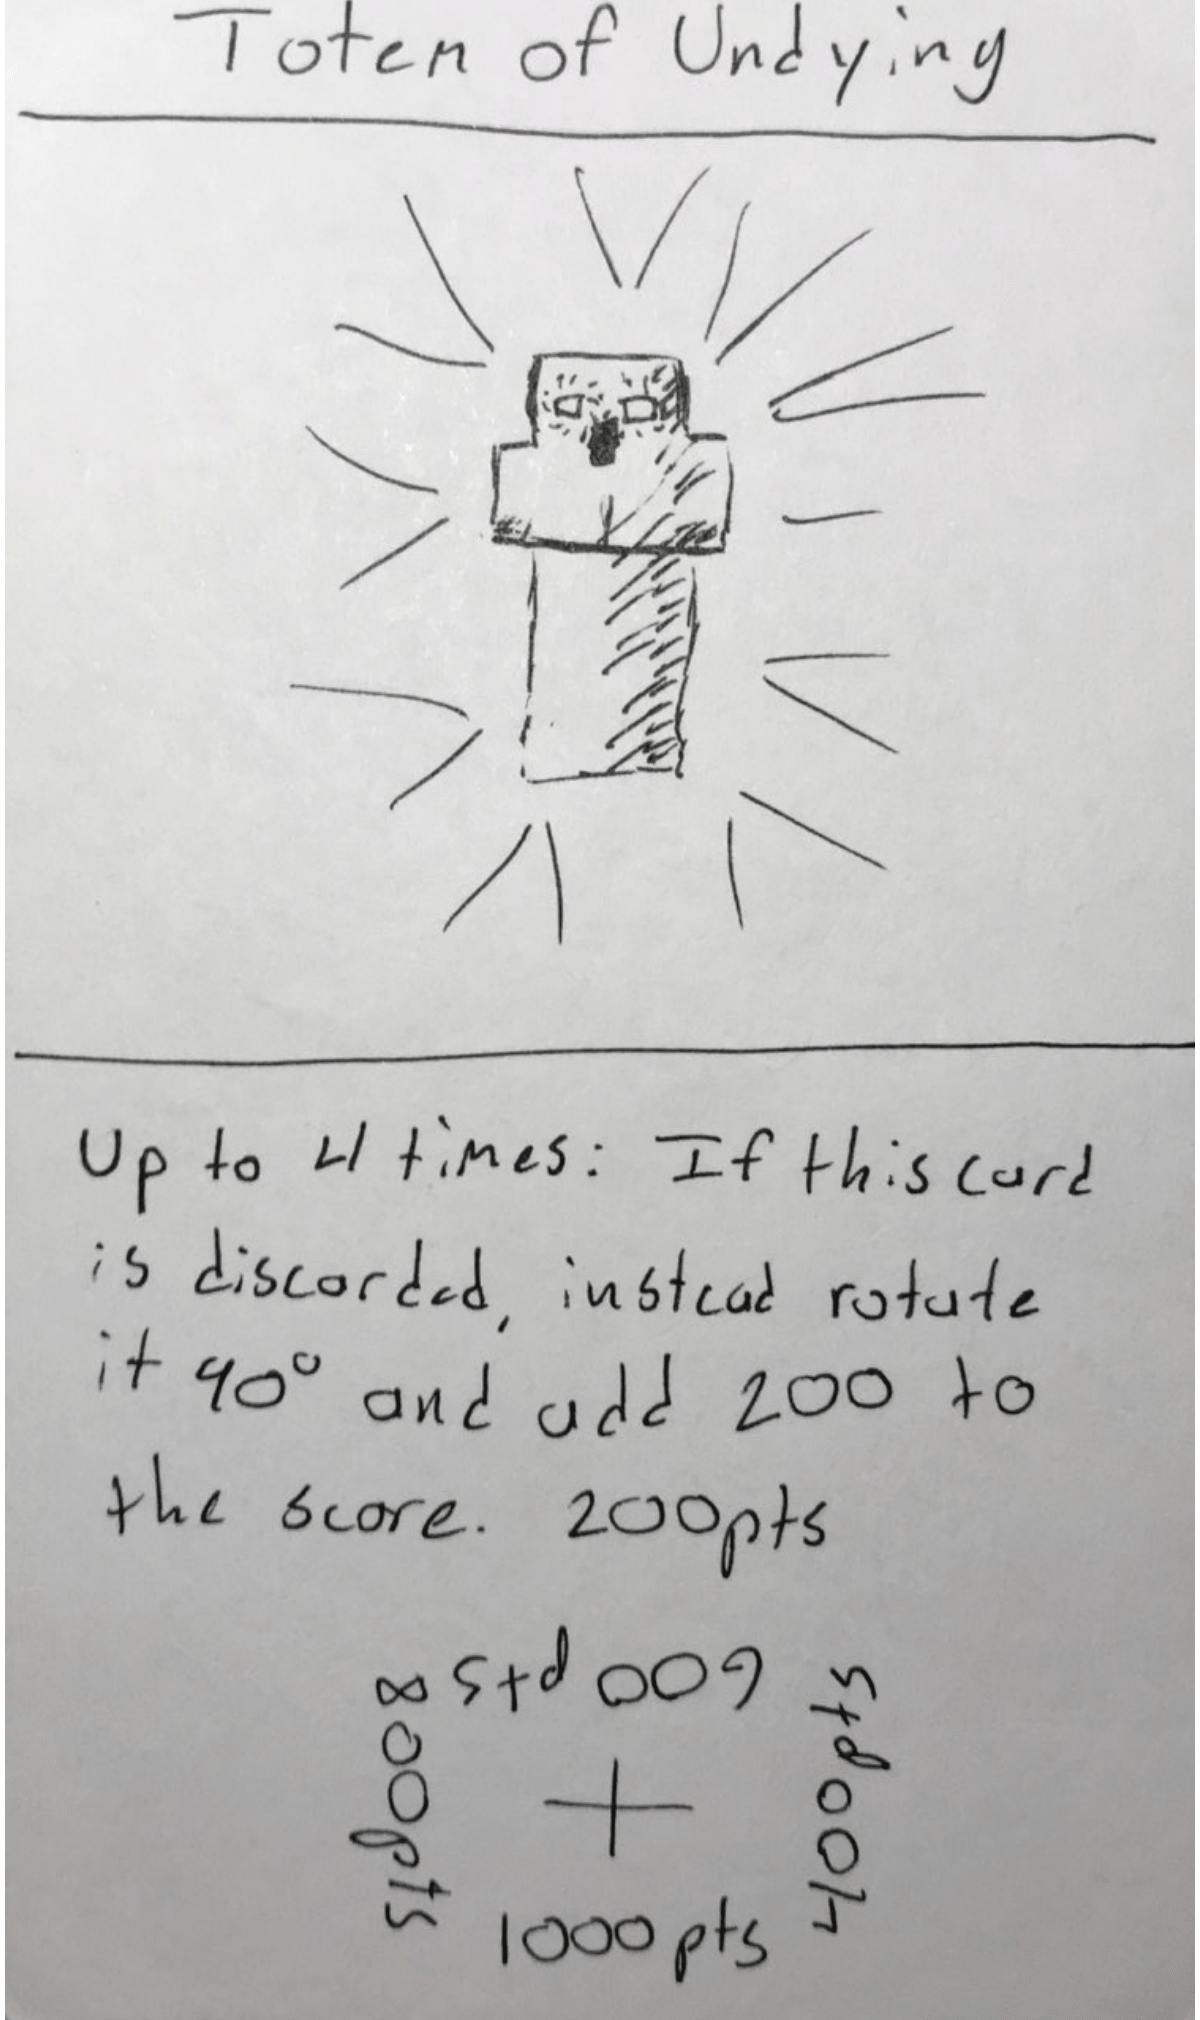 Totem of Undying
Up to 4 times: If this card
is discarded, instead rotate
it 90° and add 200 to
the score. 200pts
600pts
800pts
400pts
1000pts